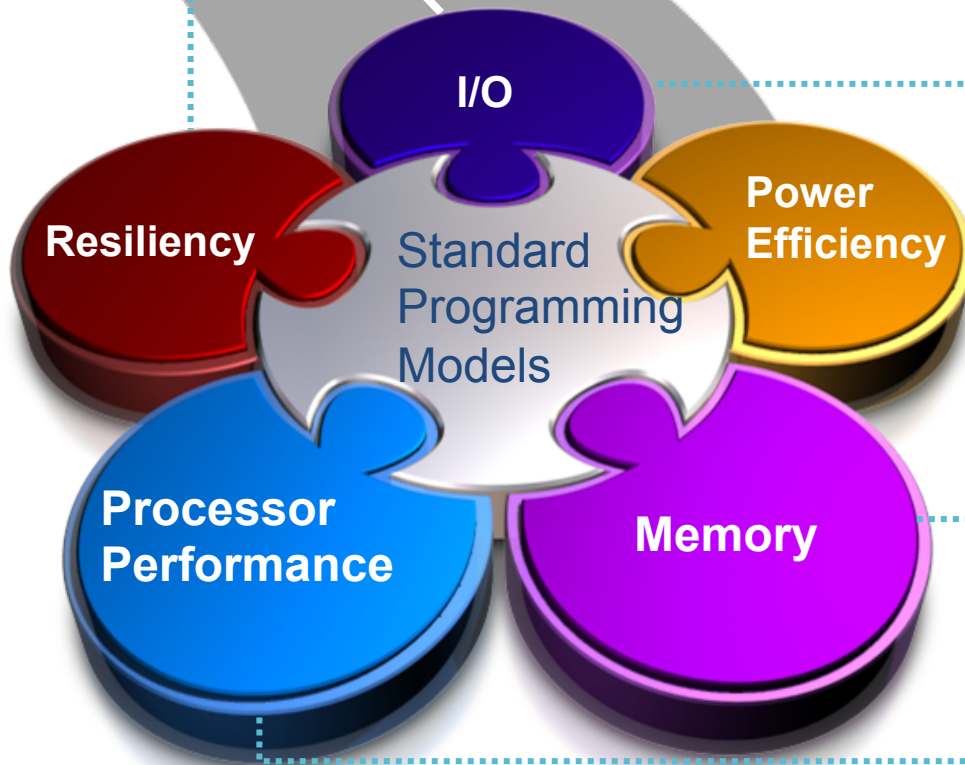 I/O
Resiliency
Power
Efficiency
Standard
Programming
Models
Processor
Performance
Memory